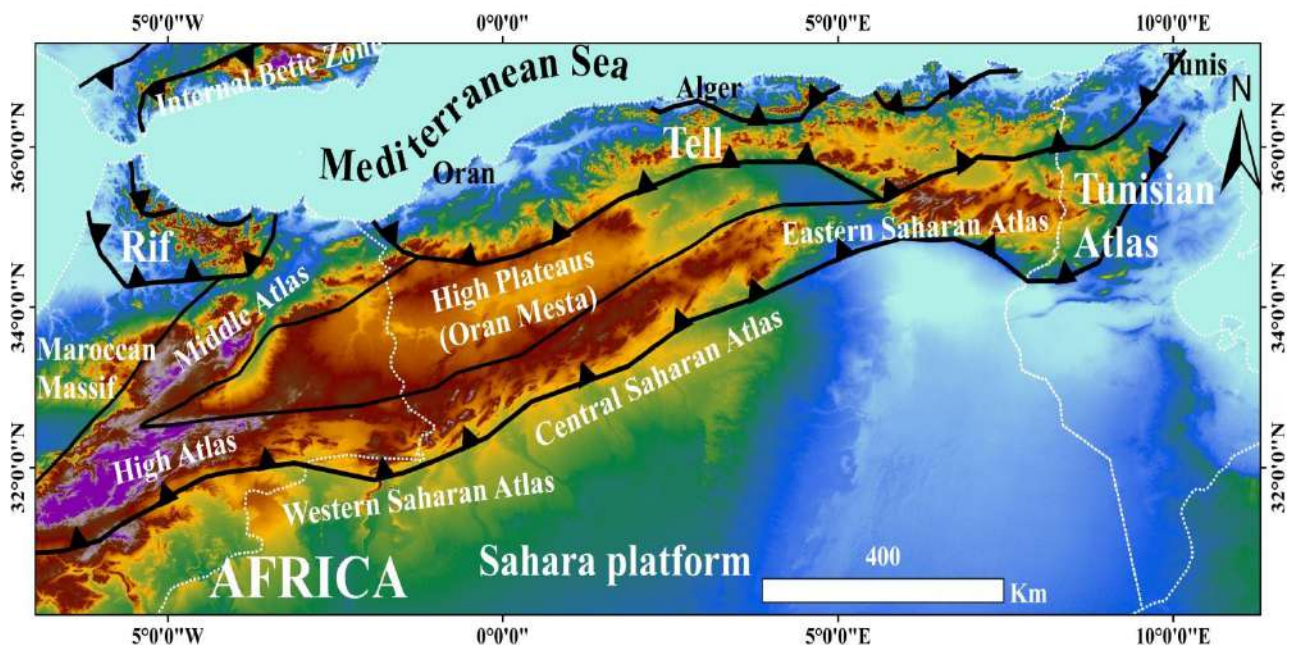 5°0'0"W 0°0'0" 5°0'0"E 10°0'0"E
36°0'0"N
34°0'0"N
32°0'0"N
Internal Betic Zone
Mediterranean Sea
Alger
Tunis
N
Tell
Oran
Rif
Tunisian
Atlas
Eastern Saharan Atlas
High Plateaus
(Oran Mesta)
Middle Atlas
Maroccan
Massif
High Atlas
Central Saharan Atlas
Western Saharan Atlas
AFRICA
Sahara platform
400
Km
36°0'0"N
34°0'0"N
32°0'0"N
5°0'0"W 0°0'0" 5°0'0"E 10°0'0"E